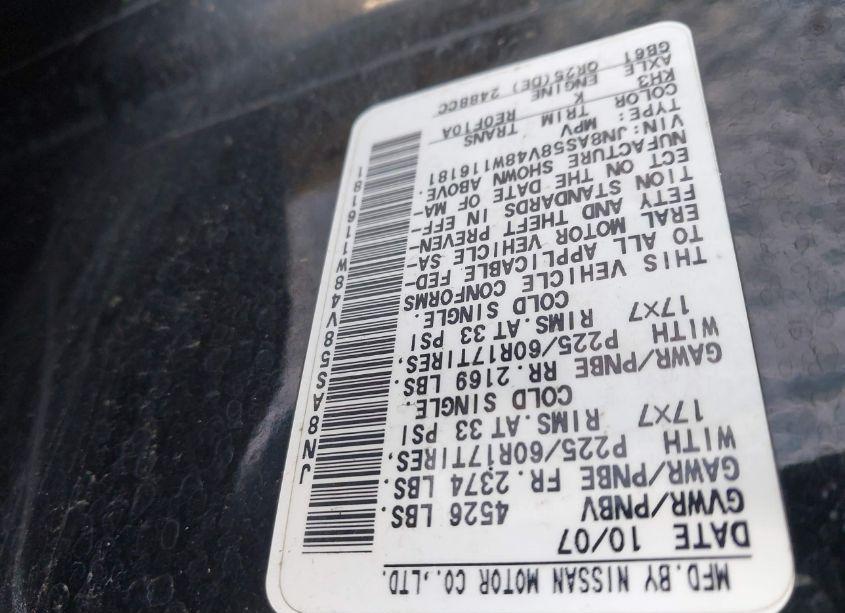 MFD.BY NISSAN MOTOR CO.,LTD.
DATE 10/07
GVWR/PNBV 4526 LBS.
GAWR/PNBE FR. 2374 LBS.
WITH P225/60R17TIRES,
17X7 RIMS.AT 33 PSI
COLD SINGLE.
GAWR/PNBE RR. 2169 LBS.
WITH P225/60R17TIRES,
17X7 RIMS.AT 33 PSI
COLD SINGLE.
THIS VEHICLE CONFORMS
TO ALL APPLICABLE FED-
ERAL MOTOR VEHICLE SA-
FETY AND THEFT PREVEN-
TION STANDARDS IN EFF-
ECT ON THE DATE OF MA-
NUFACTURE SHOWN ABOVE.
VIN:JN8AS58V48W116181
TYPE: MPV
COLOR TRIM TRANS
KH3 K RE0F10A
AXLE ENGINE
GB61 QR25(DE) 2488CC
JN8AS58V48W116181